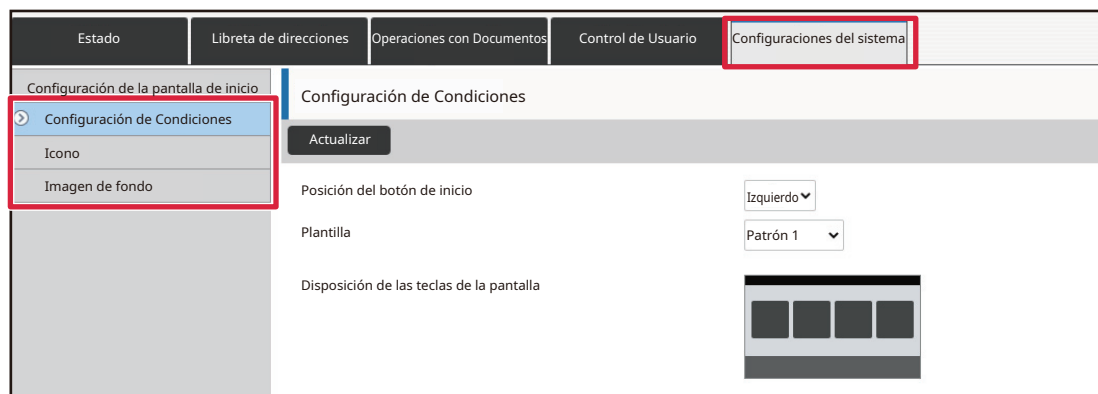 Estado
Libreta de direcciones
Operaciones con Documentos
Control de Usuario
Configuraciones del sistema
Configuración de la pantalla de inicio
Configuración de Condiciones
Icono
Imagen de fondo
Configuración de Condiciones
Actualizar
Posición del botón de inicio
Izquierdo
Plantilla
Patrón 1
Disposición de las teclas de la pantalla